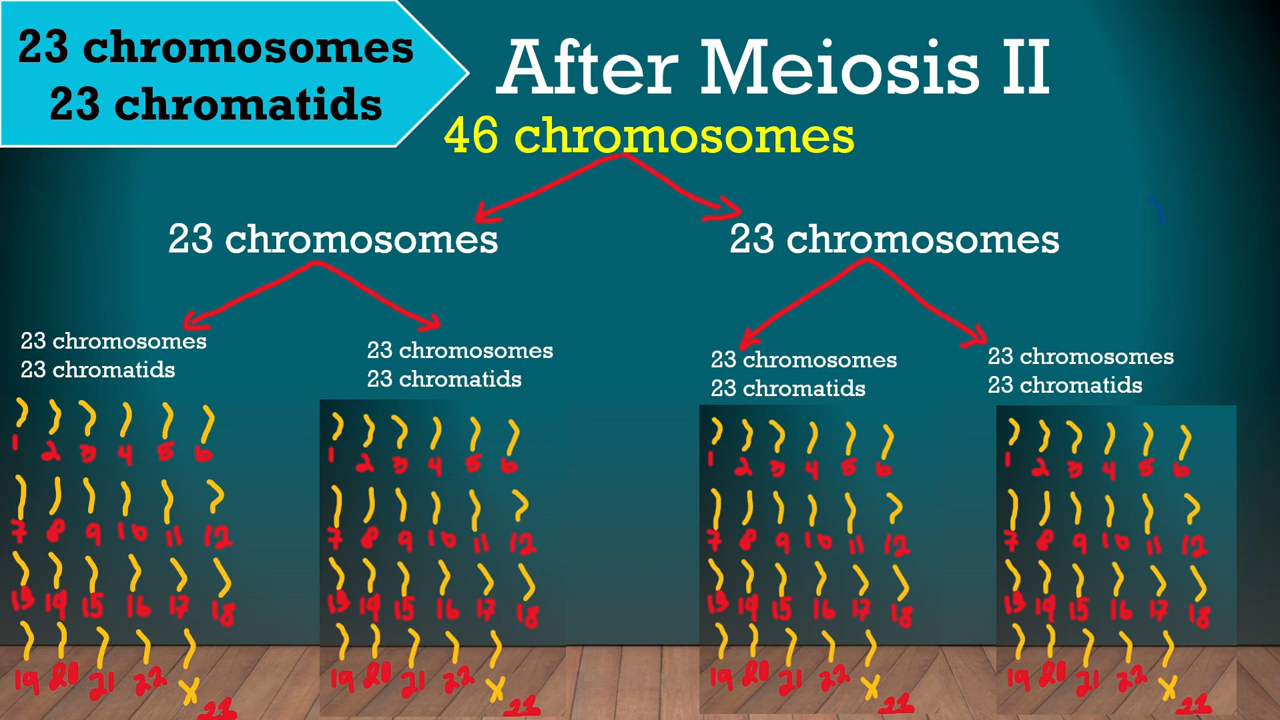 23 chromosomes
23 chromatids
After Meiosis II
46 chromosomes
23 chromosomes
23 chromosomes
23 chromosomes
23 chromatids
1 2 3 4 5 6
7 8 9 10 11 12
13 14 15 16 17 18
19 20 21 22 X
23 chromosomes
23 chromatids
1 2 3 4 5 6
7 8 9 10 11 12
13 14 15 16 17 18
19 20 21 22 X
23 chromosomes
23 chromatids
1 2 3 4 5 6
7 8 9 10 11 12
13 14 15 16 17 18
19 20 21 22 X
23 chromosomes
23 chromatids
1 2 3 4 5 6
7 8 9 10 11 12
13 14 15 16 17 18
19 20 21 22 X